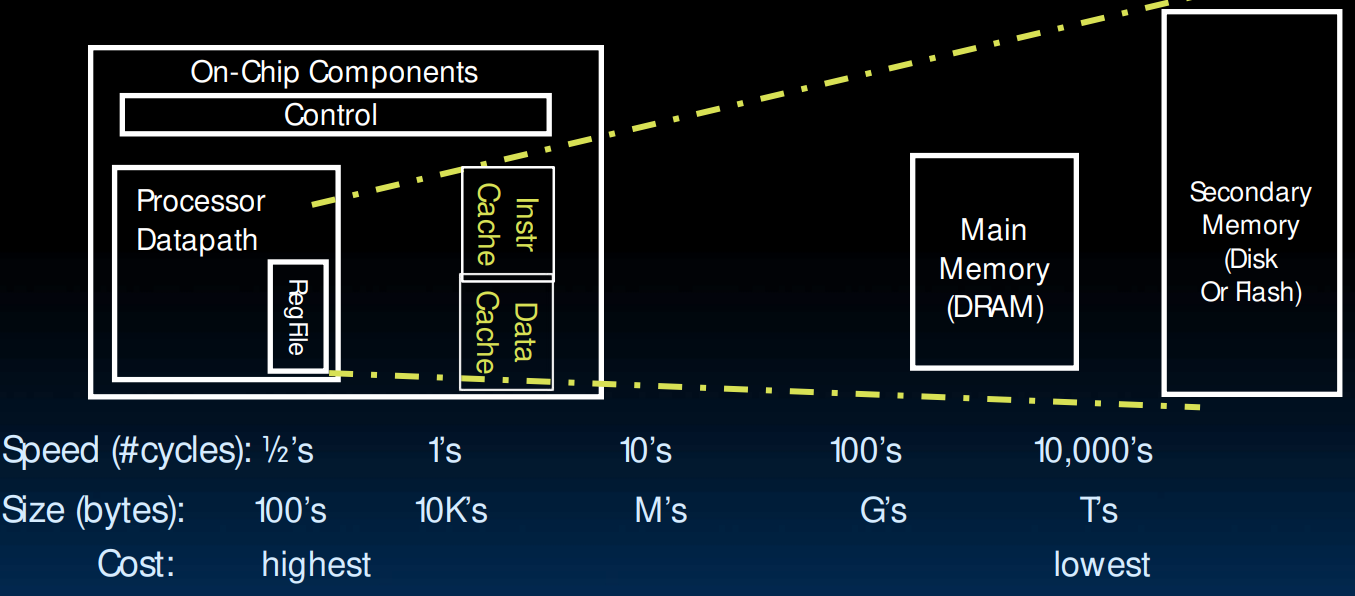 On-Chip Components
Control
Processor
Datapath
RegFile
Instr
Cache
Data
Cache
Main
Memory
(DRAM)
Secondary
Memory
(Disk
Or Flash)
Speed (#cycles): ½’s 1’s 10’s 100’s 10,000’s
Size (bytes): 100’s 10K’s M’s G’s T’s
Cost: highest lowest